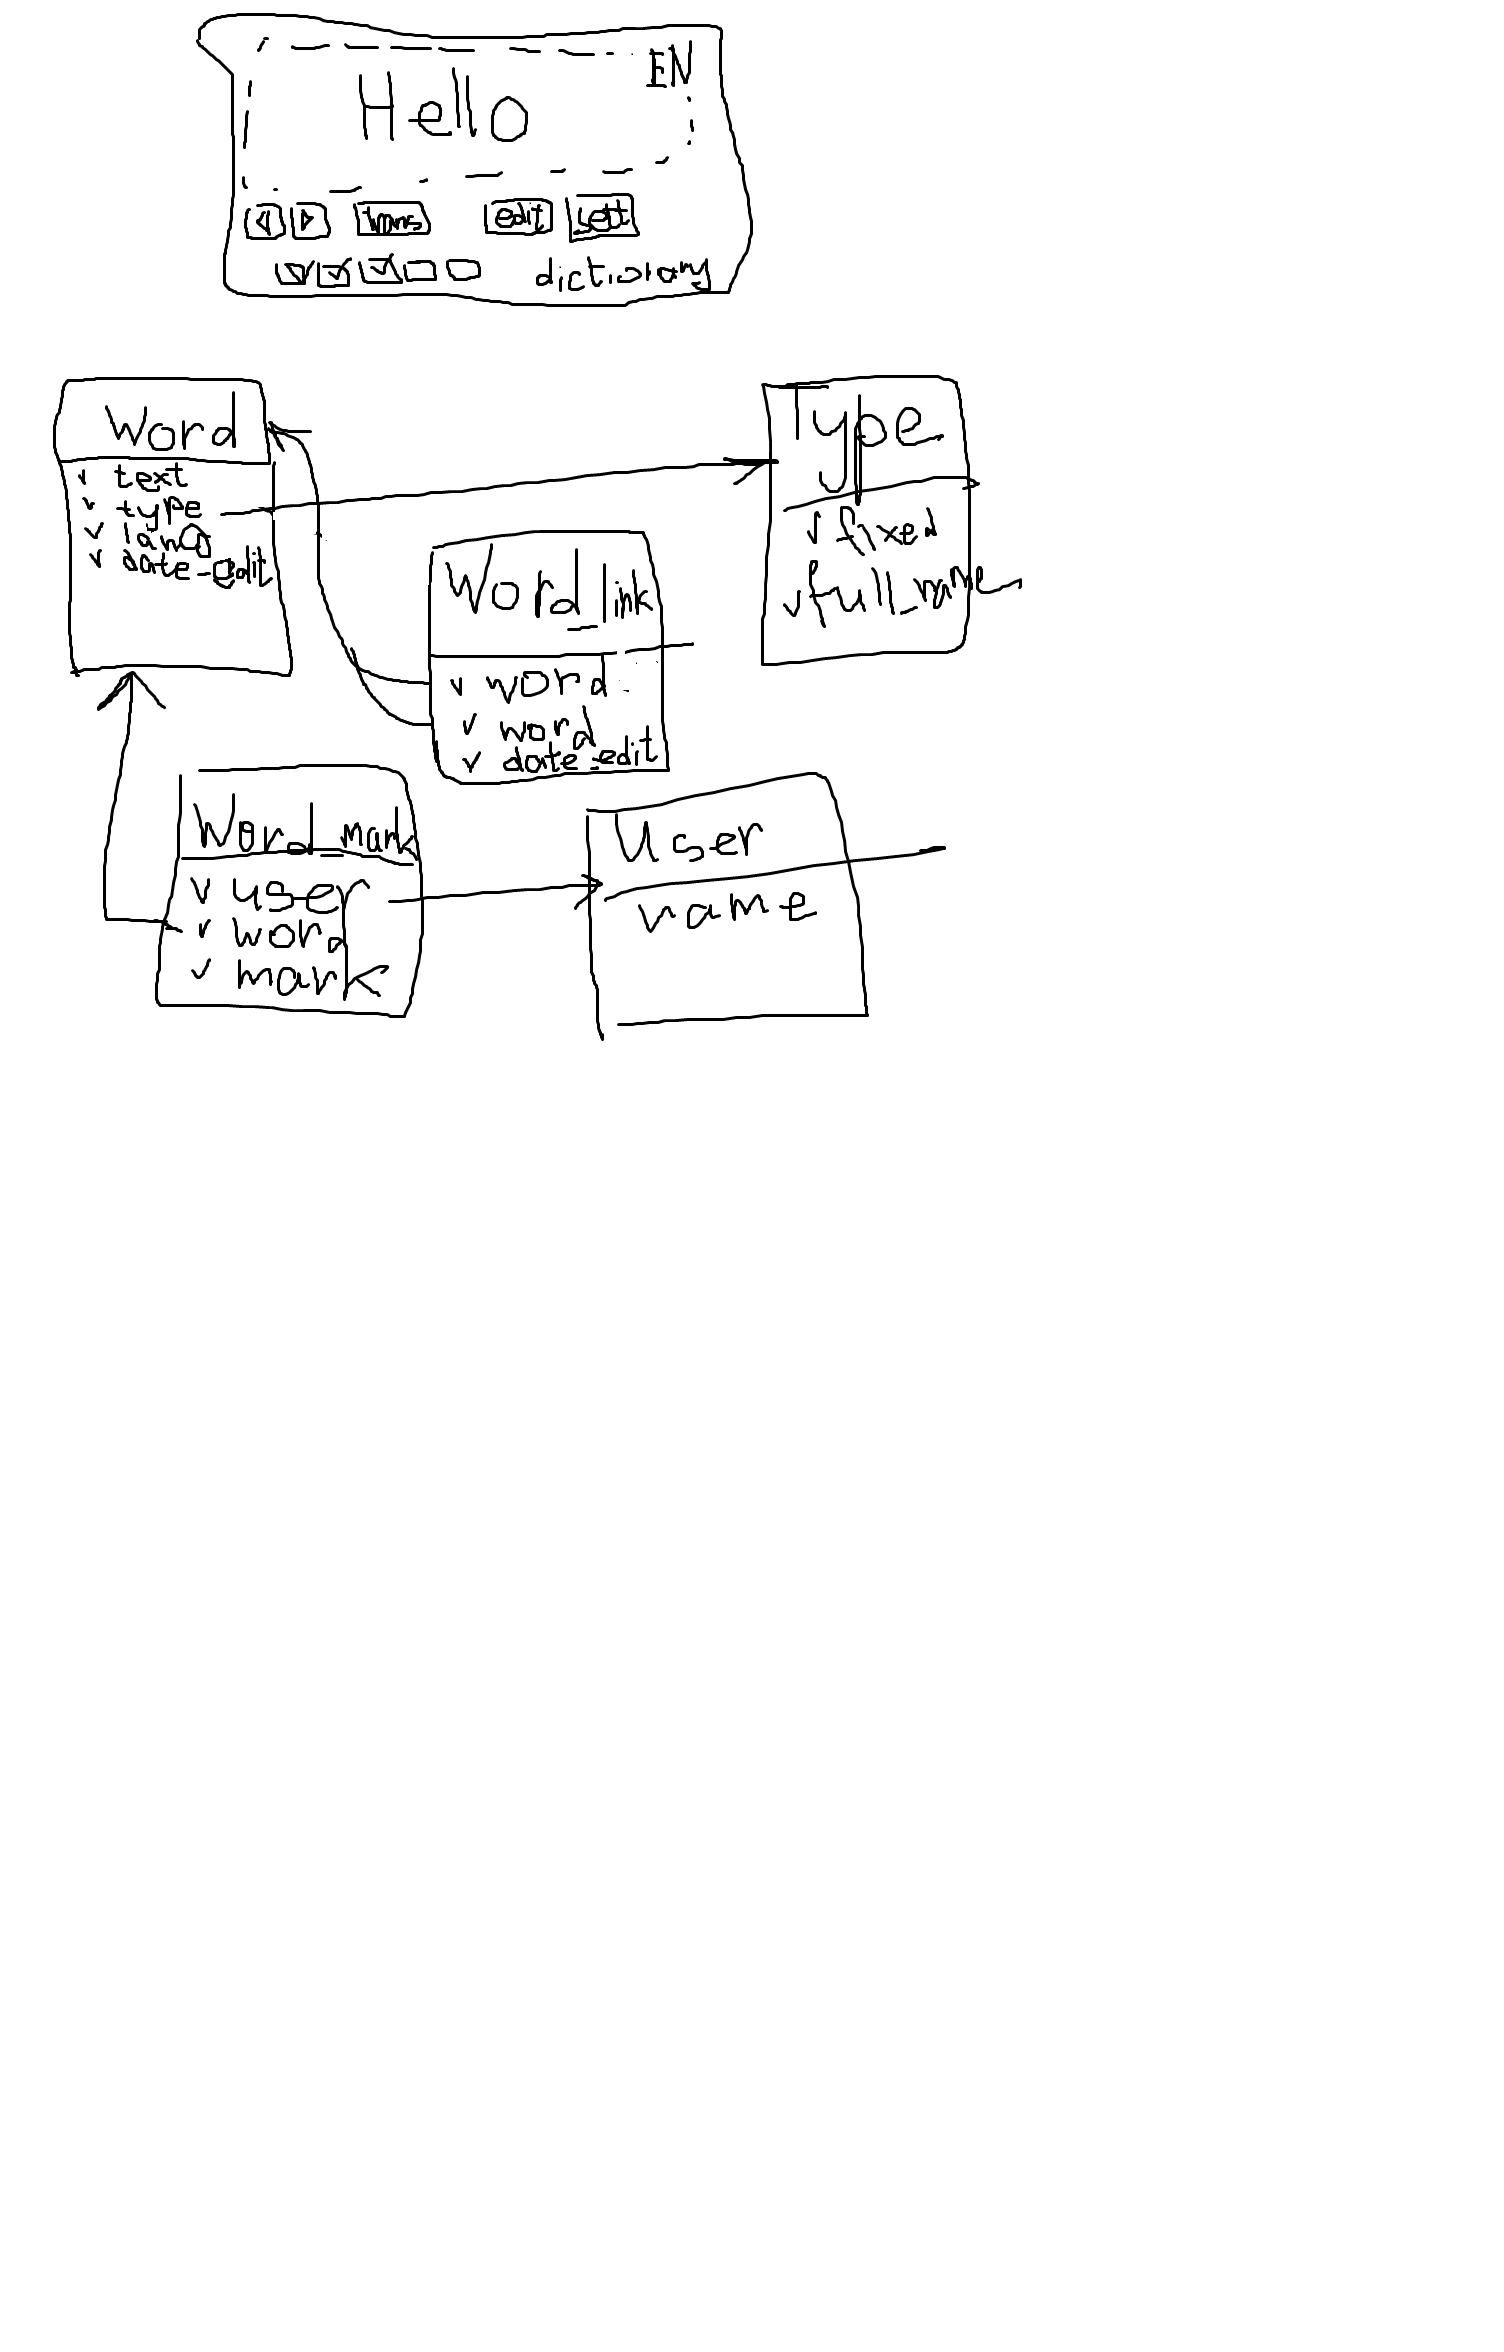 EN
Hello
trans edit sett
dictionary
Word
text
type
lang
date_edit
Type
fixed
full_name
Word_link
word
word
date_edit
Word_mark
user
word
mark
User
name